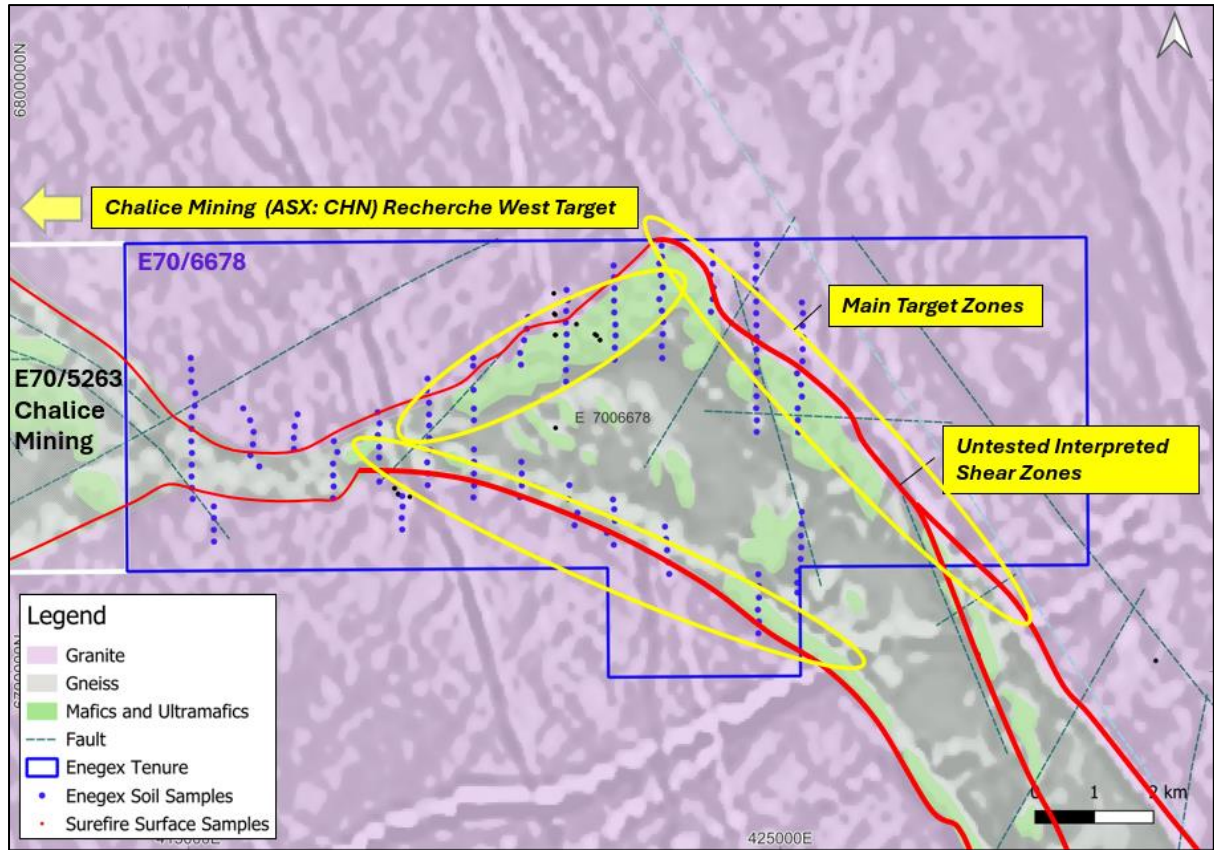 6800000N
Chalice Mining (ASX: CHN) Recherche West Target
E70/6678
Main Target Zones
E70/5263
Chalice
Mining
E 7006678
Untested Interpreted
Shear Zones
Legend
Granite
Gneiss
Mafics and Ultramafics
Fault
Enegex Tenure
Enegex Soil Samples
Surefire Surface Samples
0 1 2 km
425000E